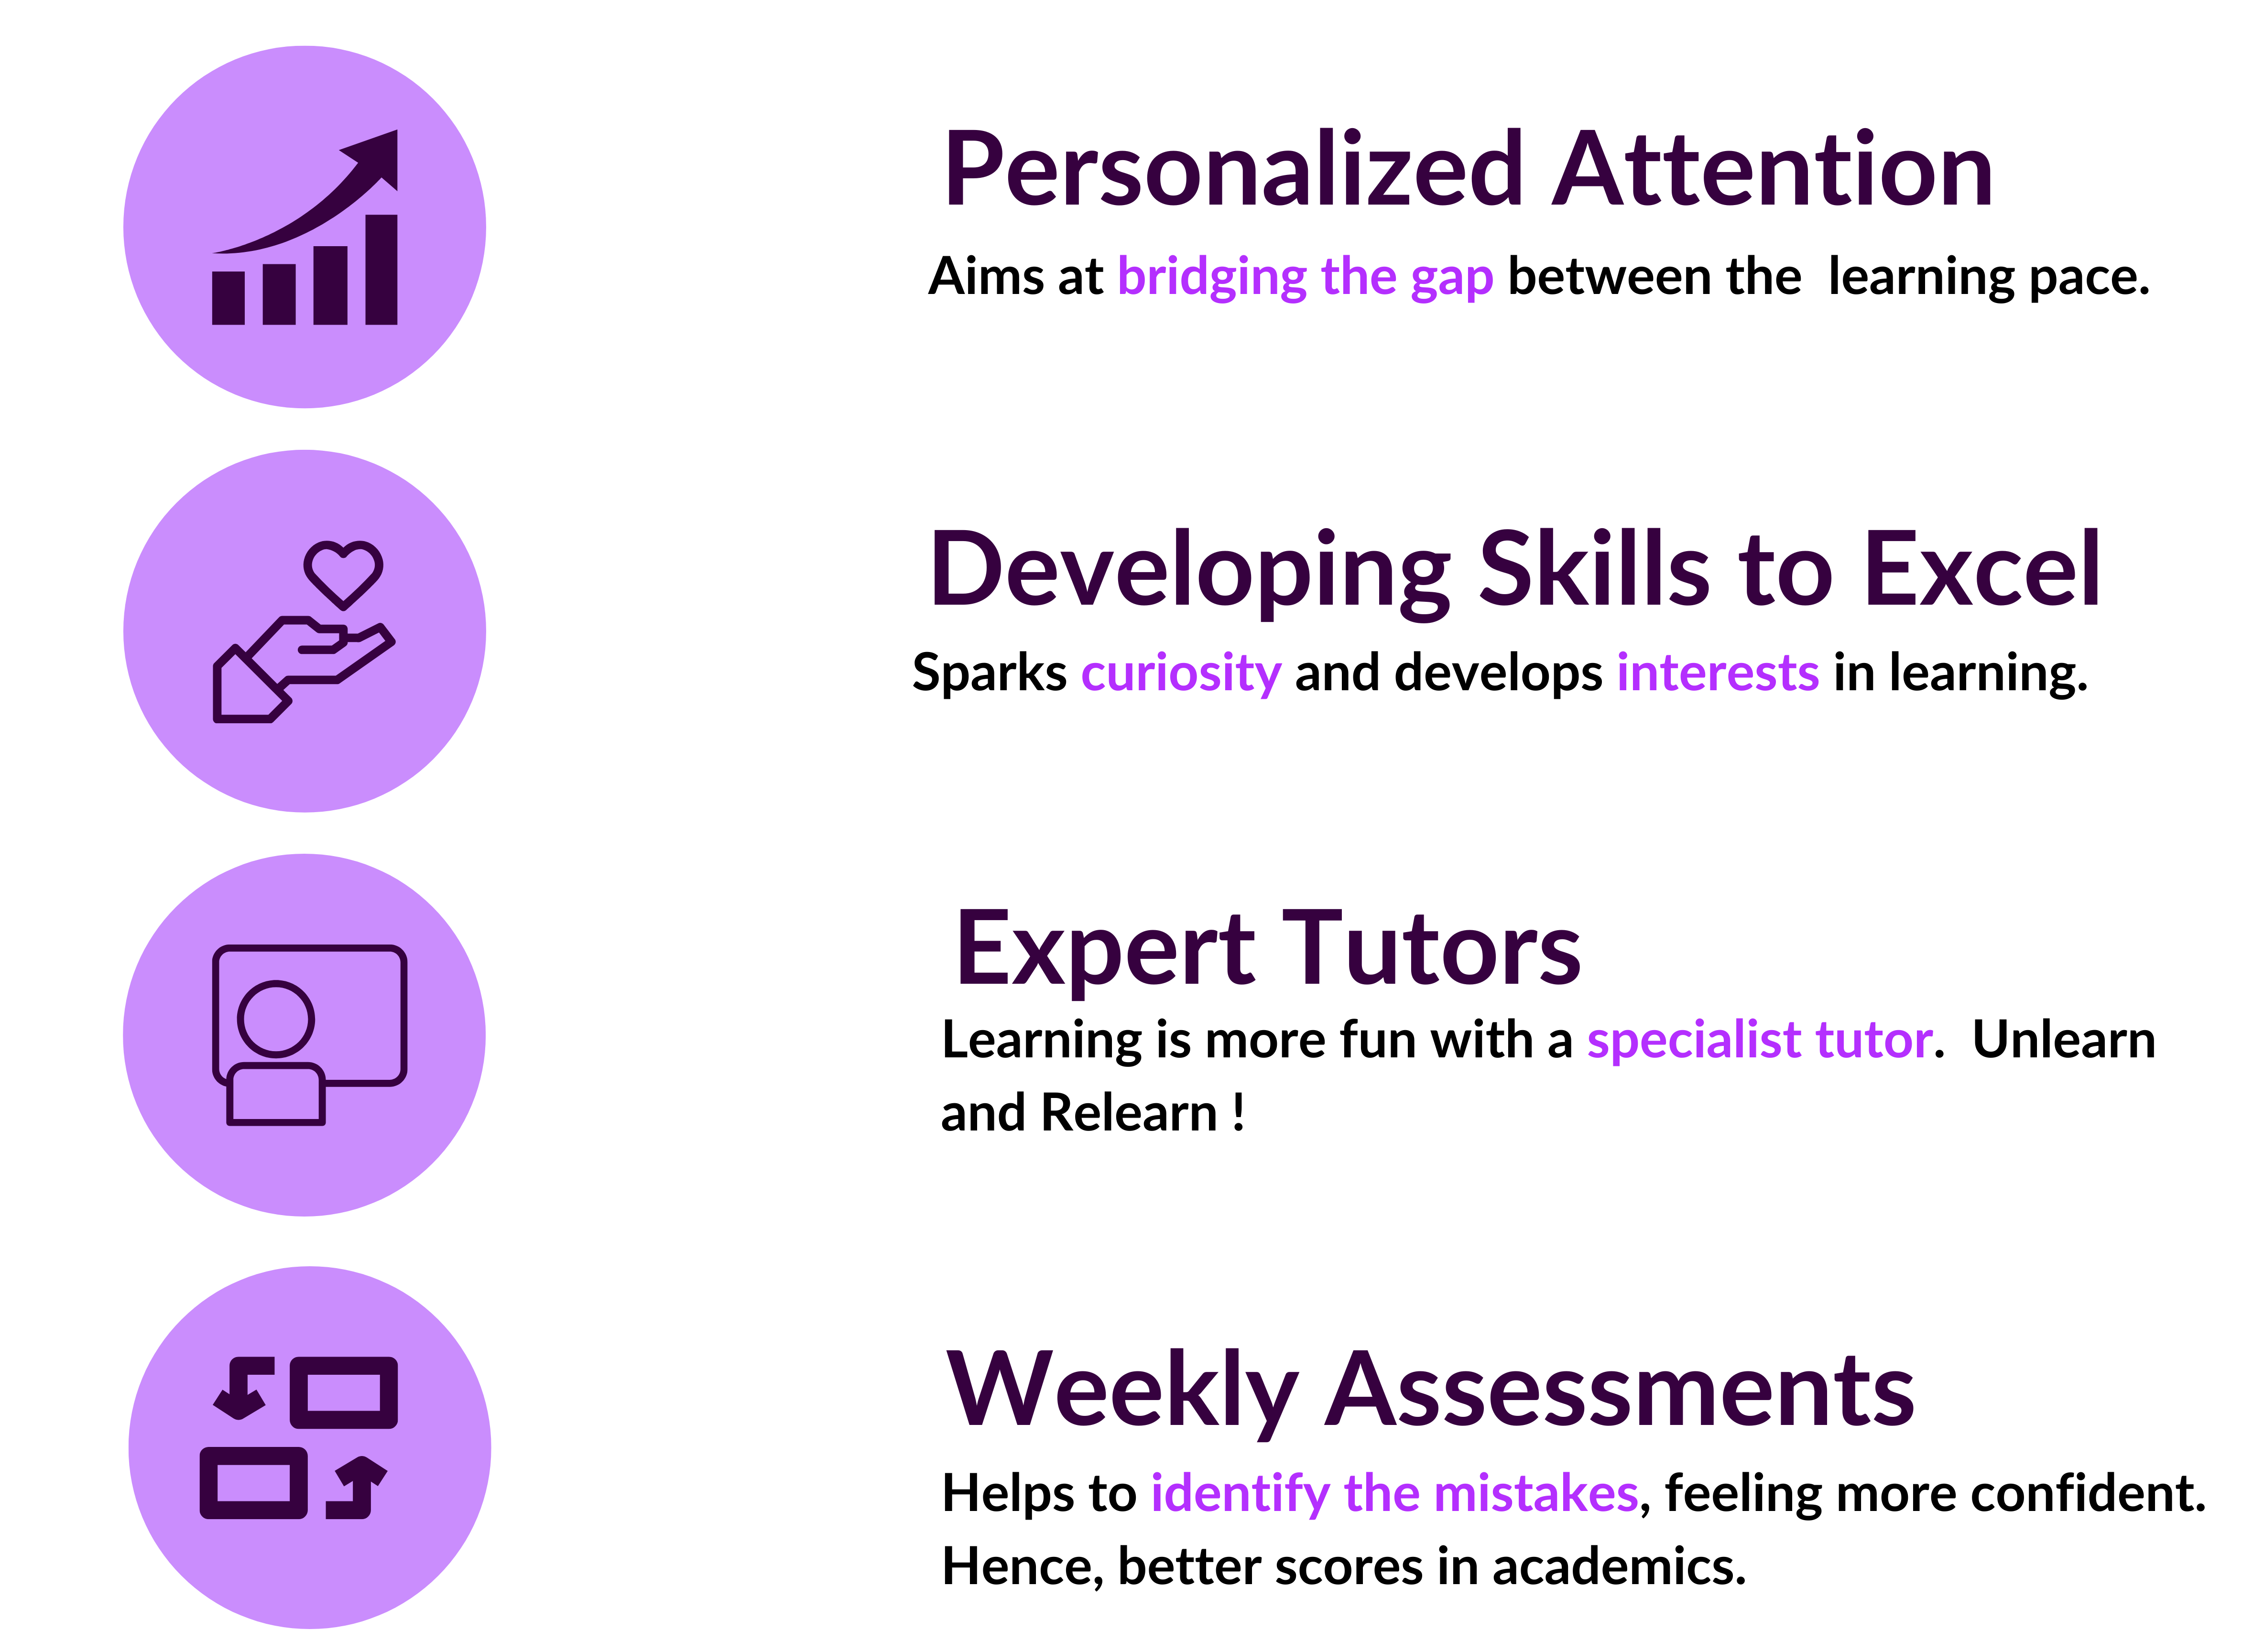 Personalized Attention
Aims at bridging the gap between the  learning pace.
Developing Skills to Excel
Sparks curiosity and develops interests in learning.
Expert Tutors
Learning is more fun with a specialist tutor.  Unlearn
and Relearn !
Weekly Assessments
Helps to identify the mistakes, feeling more confident.
Hence, better scores in academics.